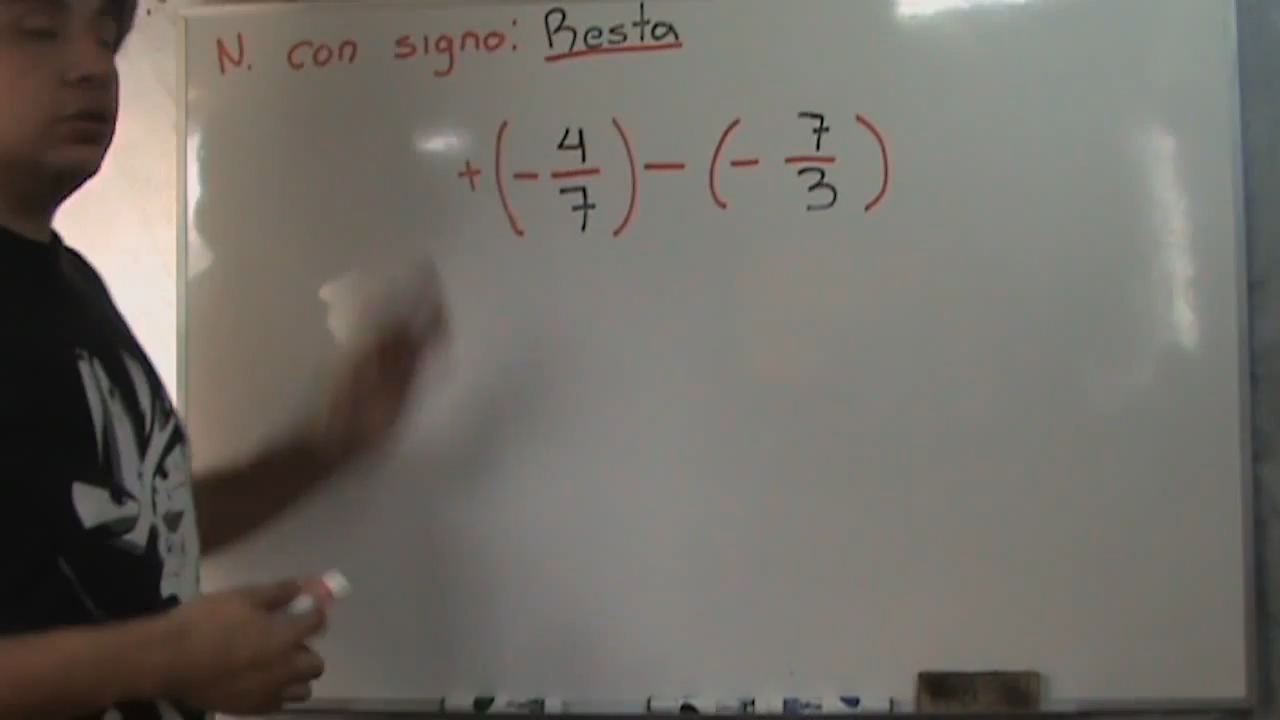 N. con signo: Resta
+(-4/7)-(-7/3)